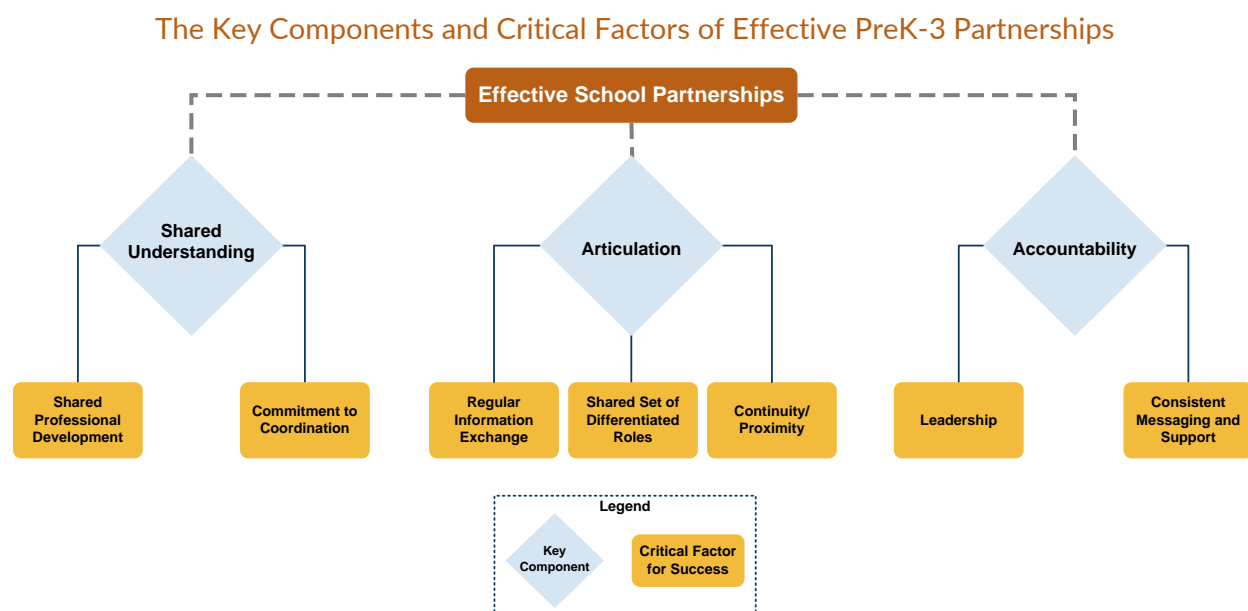 The Key Components and Critical Factors of Effective PreK-3 Partnerships
Effective School Partnerships
Shared
Understanding
Articulation
Accountability
Shared
Professional
Development
Commitment to
Coordination
Regular
Information
Exchange
Shared Set of
Differentiated
Roles
Continuity/
Proximity
Leadership
Consistent
Messaging and
Support
Legend
Key
Component
Critical Factor
for Success